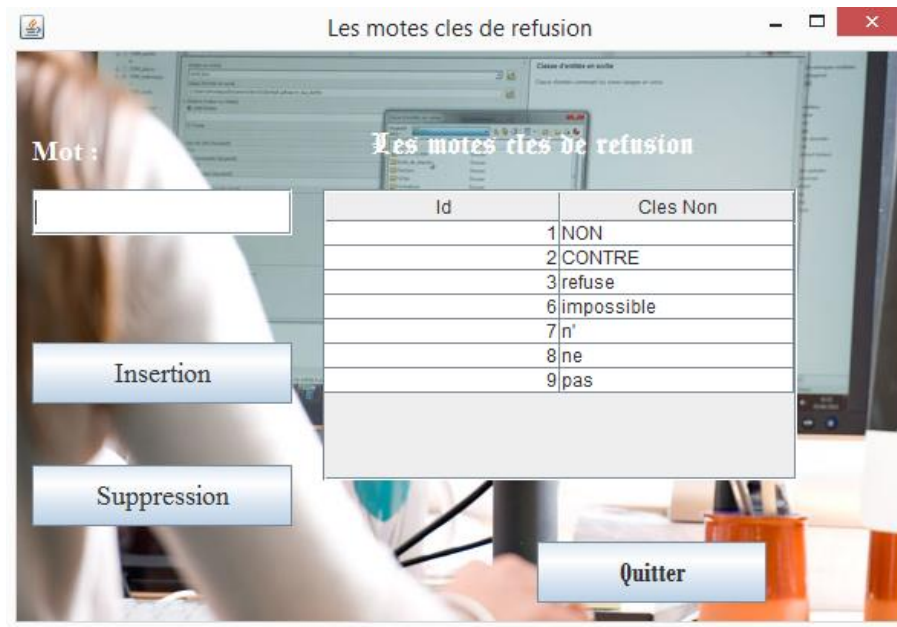 Les motes cles de refusion
Mot :
Les motes cles de refusion
Id Cles Non
1 NON
2 CONTRE
3 refuse
6 impossible
7 n'
8 ne
9 pas
Insertion
Suppression
Quitter